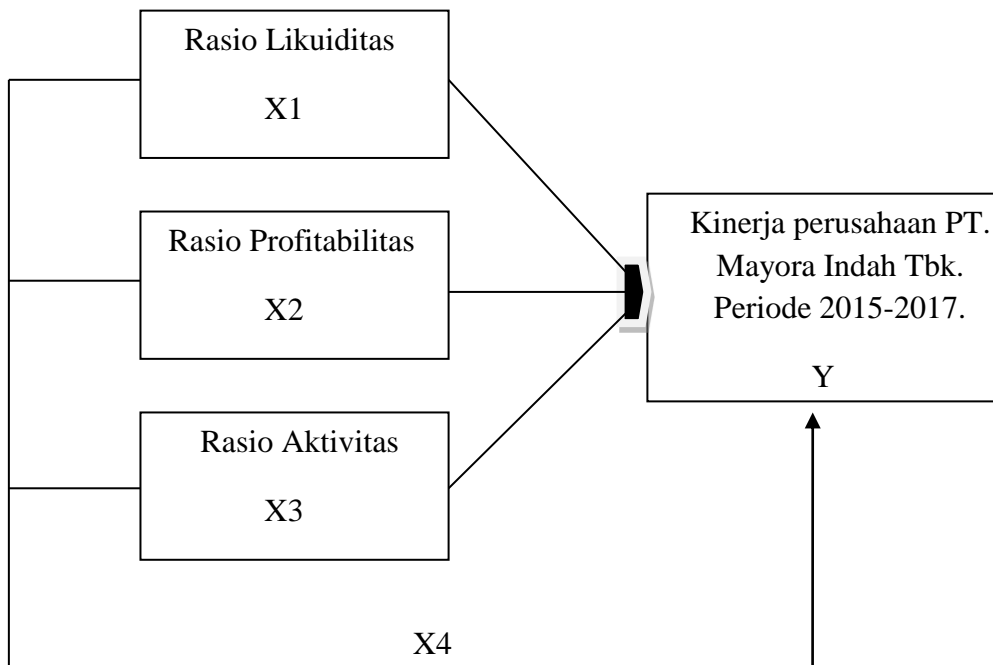 Rasio Likuiditas
X1
Rasio Profitabilitas
X2
Rasio Aktivitas
X3
Kinerja perusahaan PT.
Mayora Indah Tbk.
Periode 2015-2017.
Y
X4